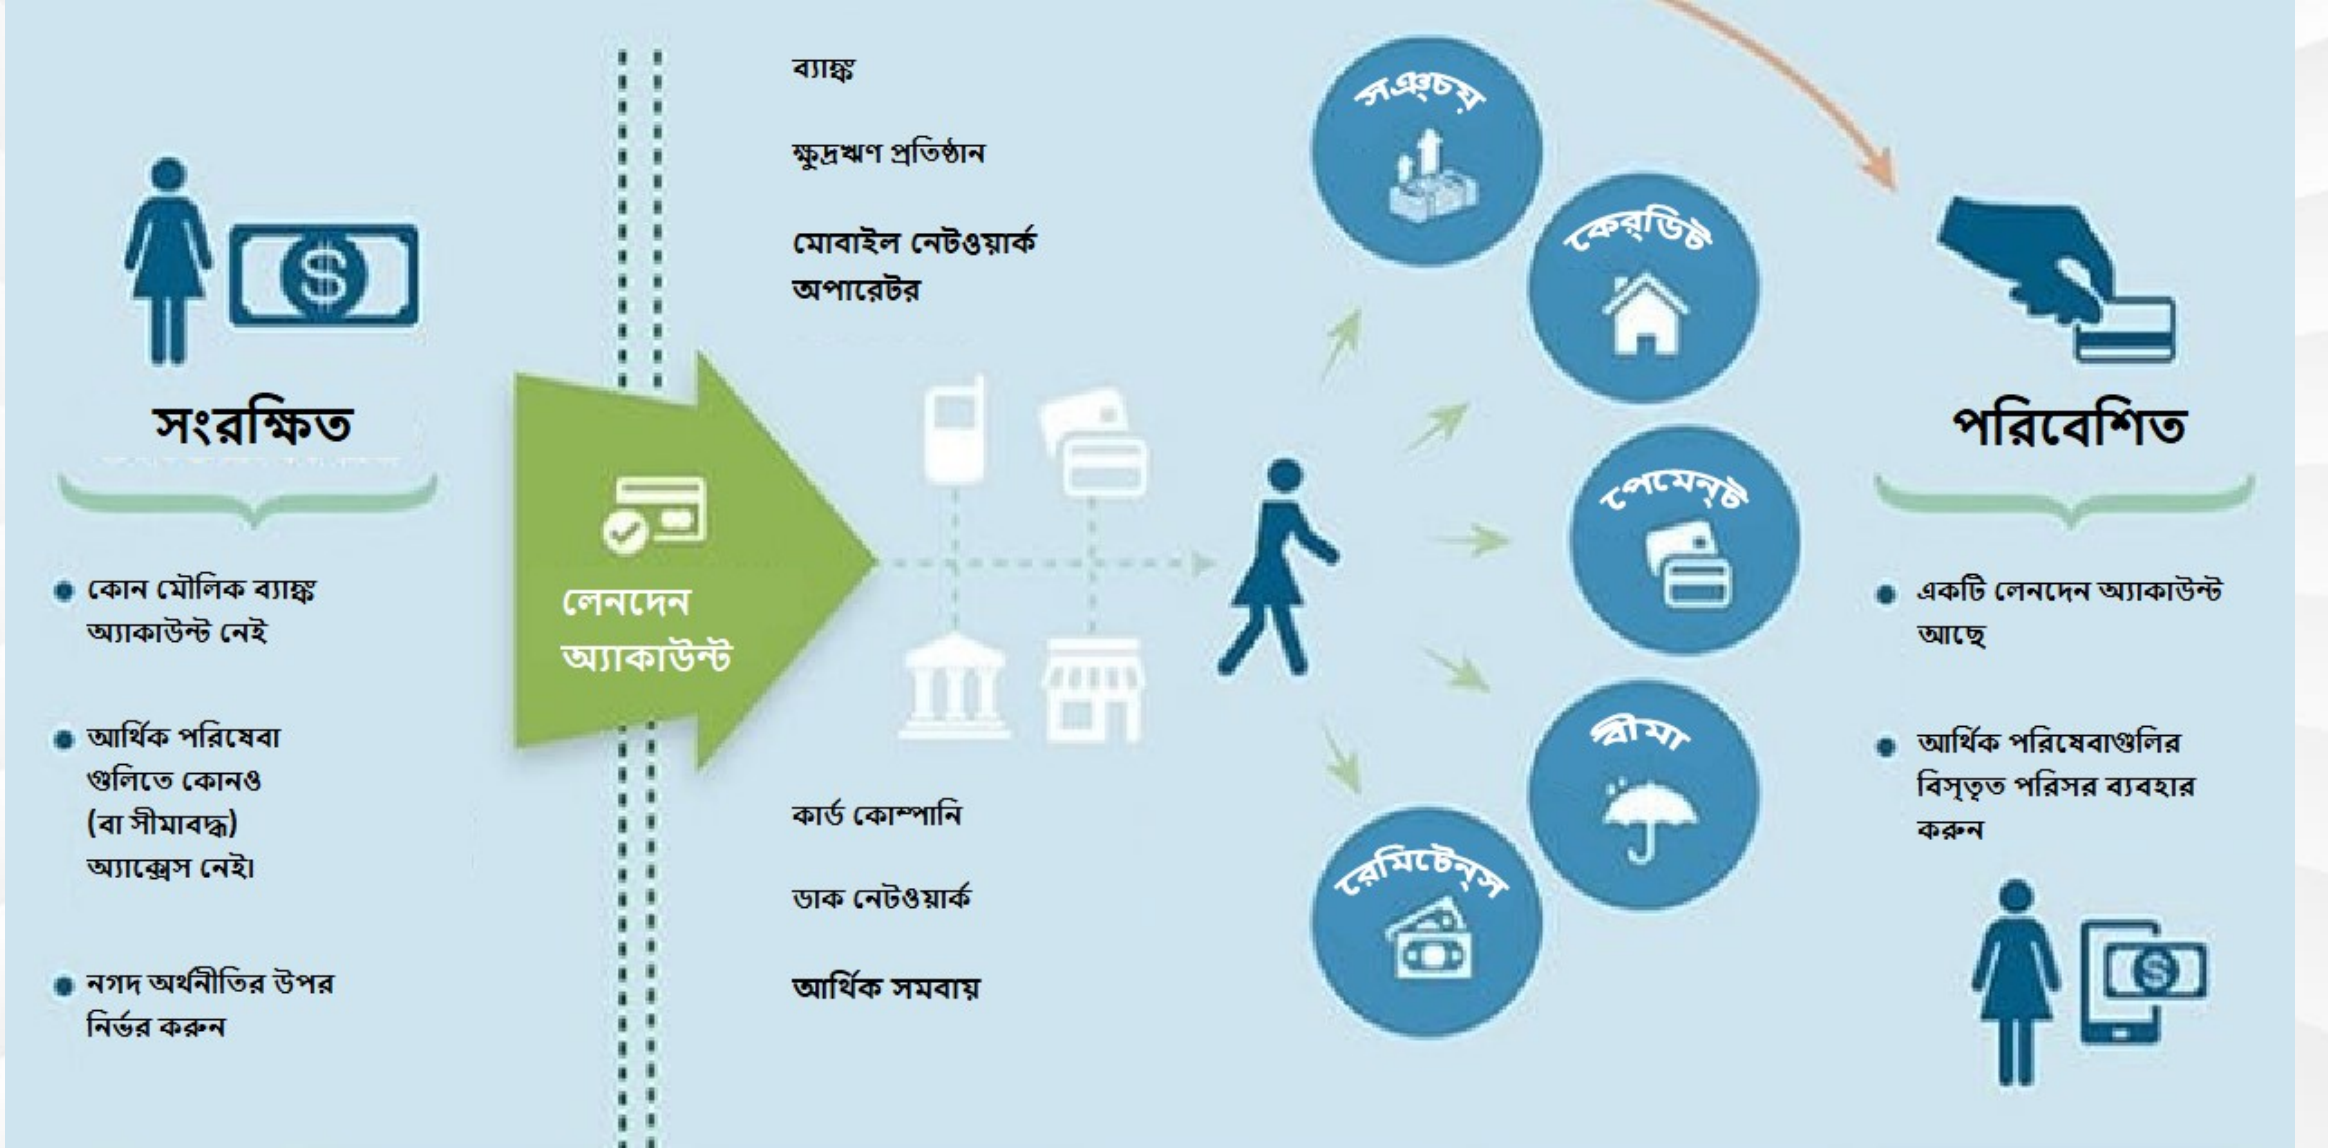 সংরক্ষিত
কোন মৌলিক ব্যাঙ্ক
অ্যাকাউন্ট নেই
আর্থিক পরিষেবা
গুলিতে কোনও
(বা সীমাবদ্ধ)
অ্যাক্সেস নেই।
নগদ অর্থনীতির উপর
নির্ভর করুন
লেনদেন
অ্যাকাউন্ট
ব্যাঙ্ক
ক্ষুদ্রঋণ প্রতিষ্ঠান
মোবাইল নেটওয়ার্ক
অপারেটর
কার্ড কোম্পানি
ডাক নেটওয়ার্ক
আর্থিক সমবায়
সঞ্চয়
কের্ডিট
পেমেন্ট
বীমা
রেমিটেন্স
পরিবেশিত
একটি লেনদেন অ্যাকাউন্ট
আছে
আর্থিক পরিষেবাগুলির
বিস্তৃত পরিসর ব্যবহার
করুন